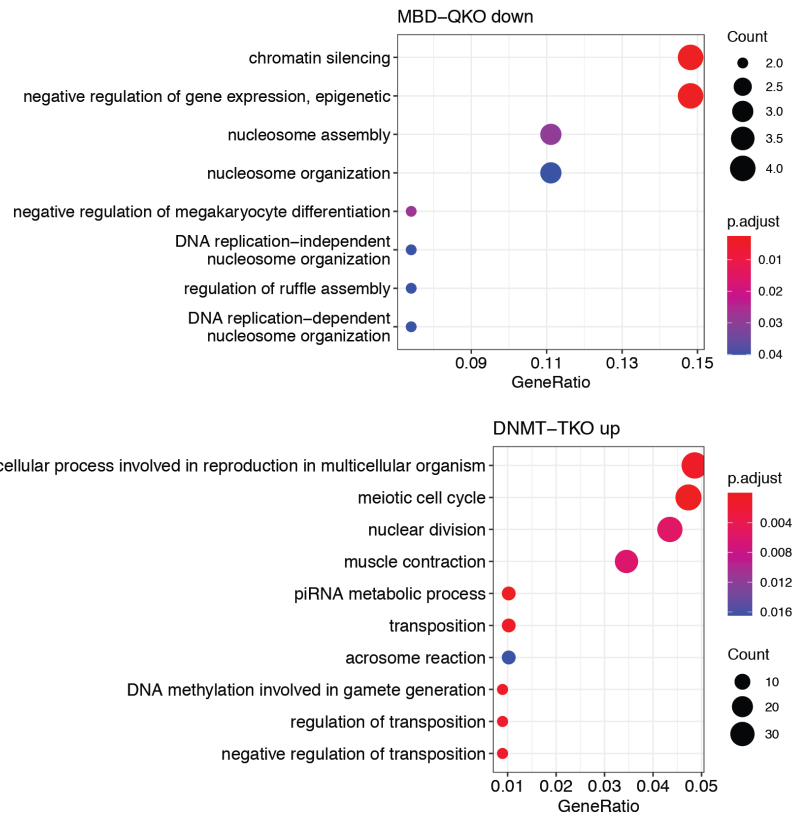 MBD−QKO down
chromatin silencing
negative regulation of gene expression, epigenetic
nucleosome assembly
nucleosome organization
negative regulation of megakaryocyte differentiation
DNA replication−independent
nucleosome organization
regulation of ruffle assembly
DNA replication−dependent
nucleosome organization
0.09 0.11 0.13 0.15
GeneRatio
Count
2.0
2.5
3.0
3.5
4.0
p.adjust
0.01
0.02
0.03
0.04
DNMT−TKO up
cellular process involved in reproduction in multicellular organism
meiotic cell cycle
nuclear division
muscle contraction
piRNA metabolic process
transposition
acrosome reaction
DNA methylation involved in gamete generation
regulation of transposition
negative regulation of transposition
0.01 0.02 0.03 0.04 0.05
GeneRatio
p.adjust
0.004
0.008
0.012
0.016
Count
10
20
30